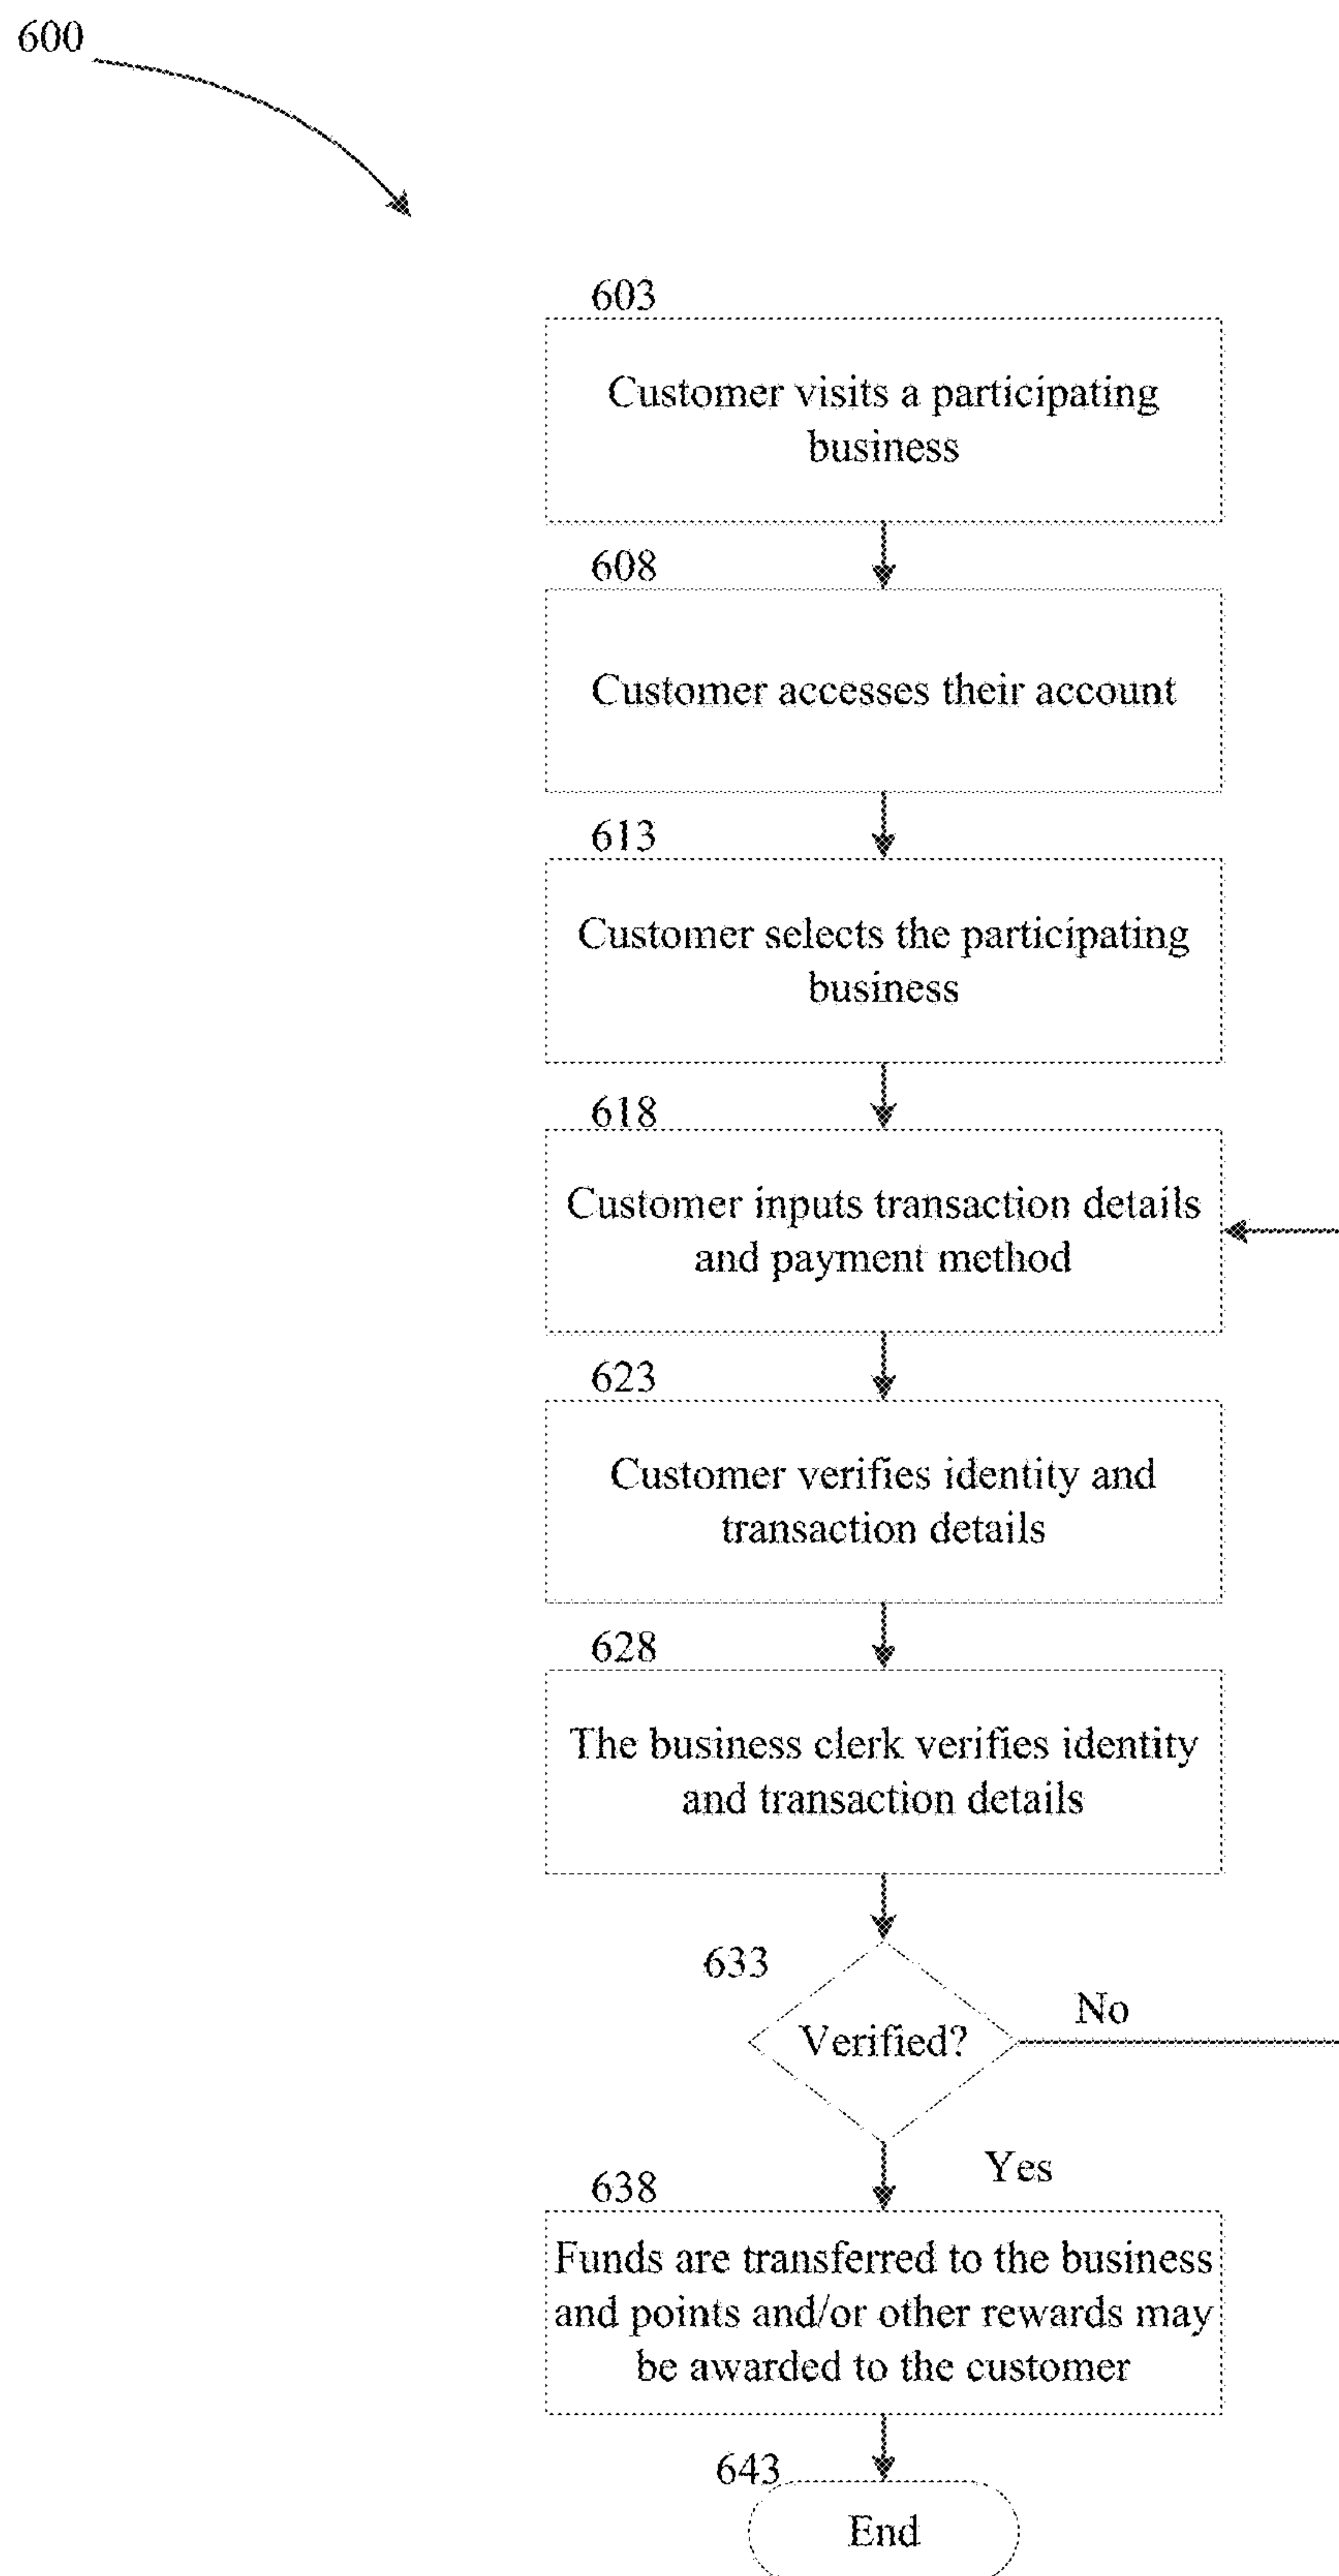 600
603
Customer visits a participating
business
608
Customer accesses their account
613
Customer selects the participating
business
618
Customer inputs transaction details
and payment method
623
Customer verifies identity and
transaction details
628
The business clerk verifies identity
and transaction details
633
Verified?
No
Yes
638
Funds are transferred to the business
and points and/or other rewards may
be awarded to the customer
643
End